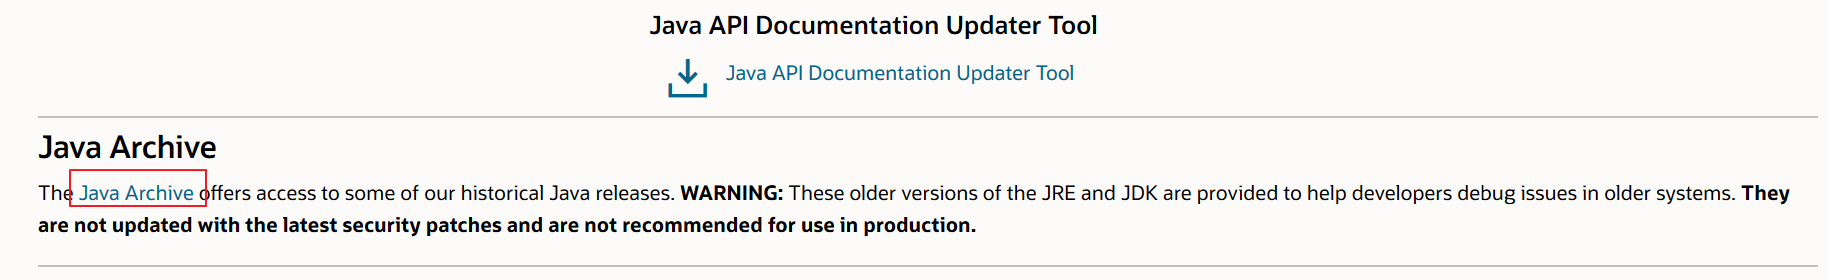 Java API Documentation Updater Tool
Java API Documentation Updater Tool
Java Archive
The Java Archive offers access to some of our historical Java releases. WARNING: These older versions of the JRE and JDK are provided to help developers debug issues in older systems. They
are not updated with the latest security patches and are not recommended for use in production.